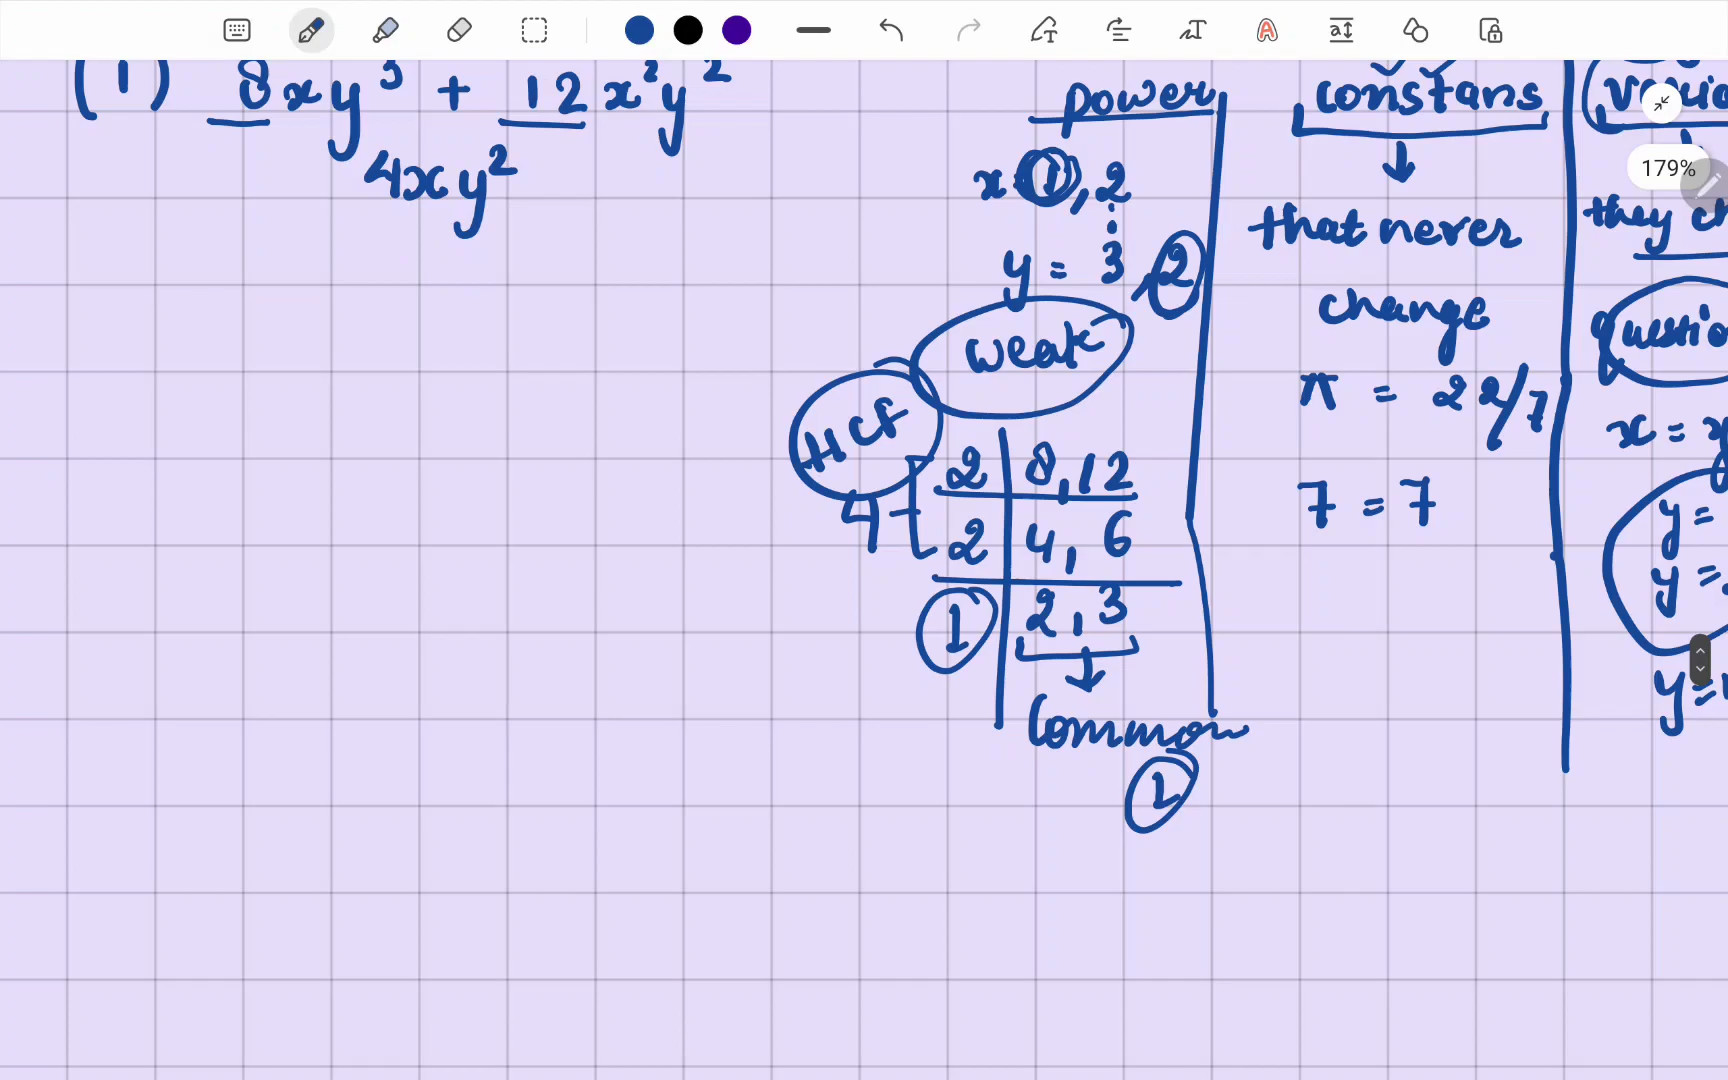 179%
(1) 8xy³ + 12x²y²
4xy²
power
x = 1, 2
y = 3, 2
weak
HCF
2 | 8, 12
4 - 2 | 4, 6
1 | 2, 3
↓
Common
1
constans
↓
that never
change
π = 22/7
7 = 7
they ch
x =
y =
y =
y =